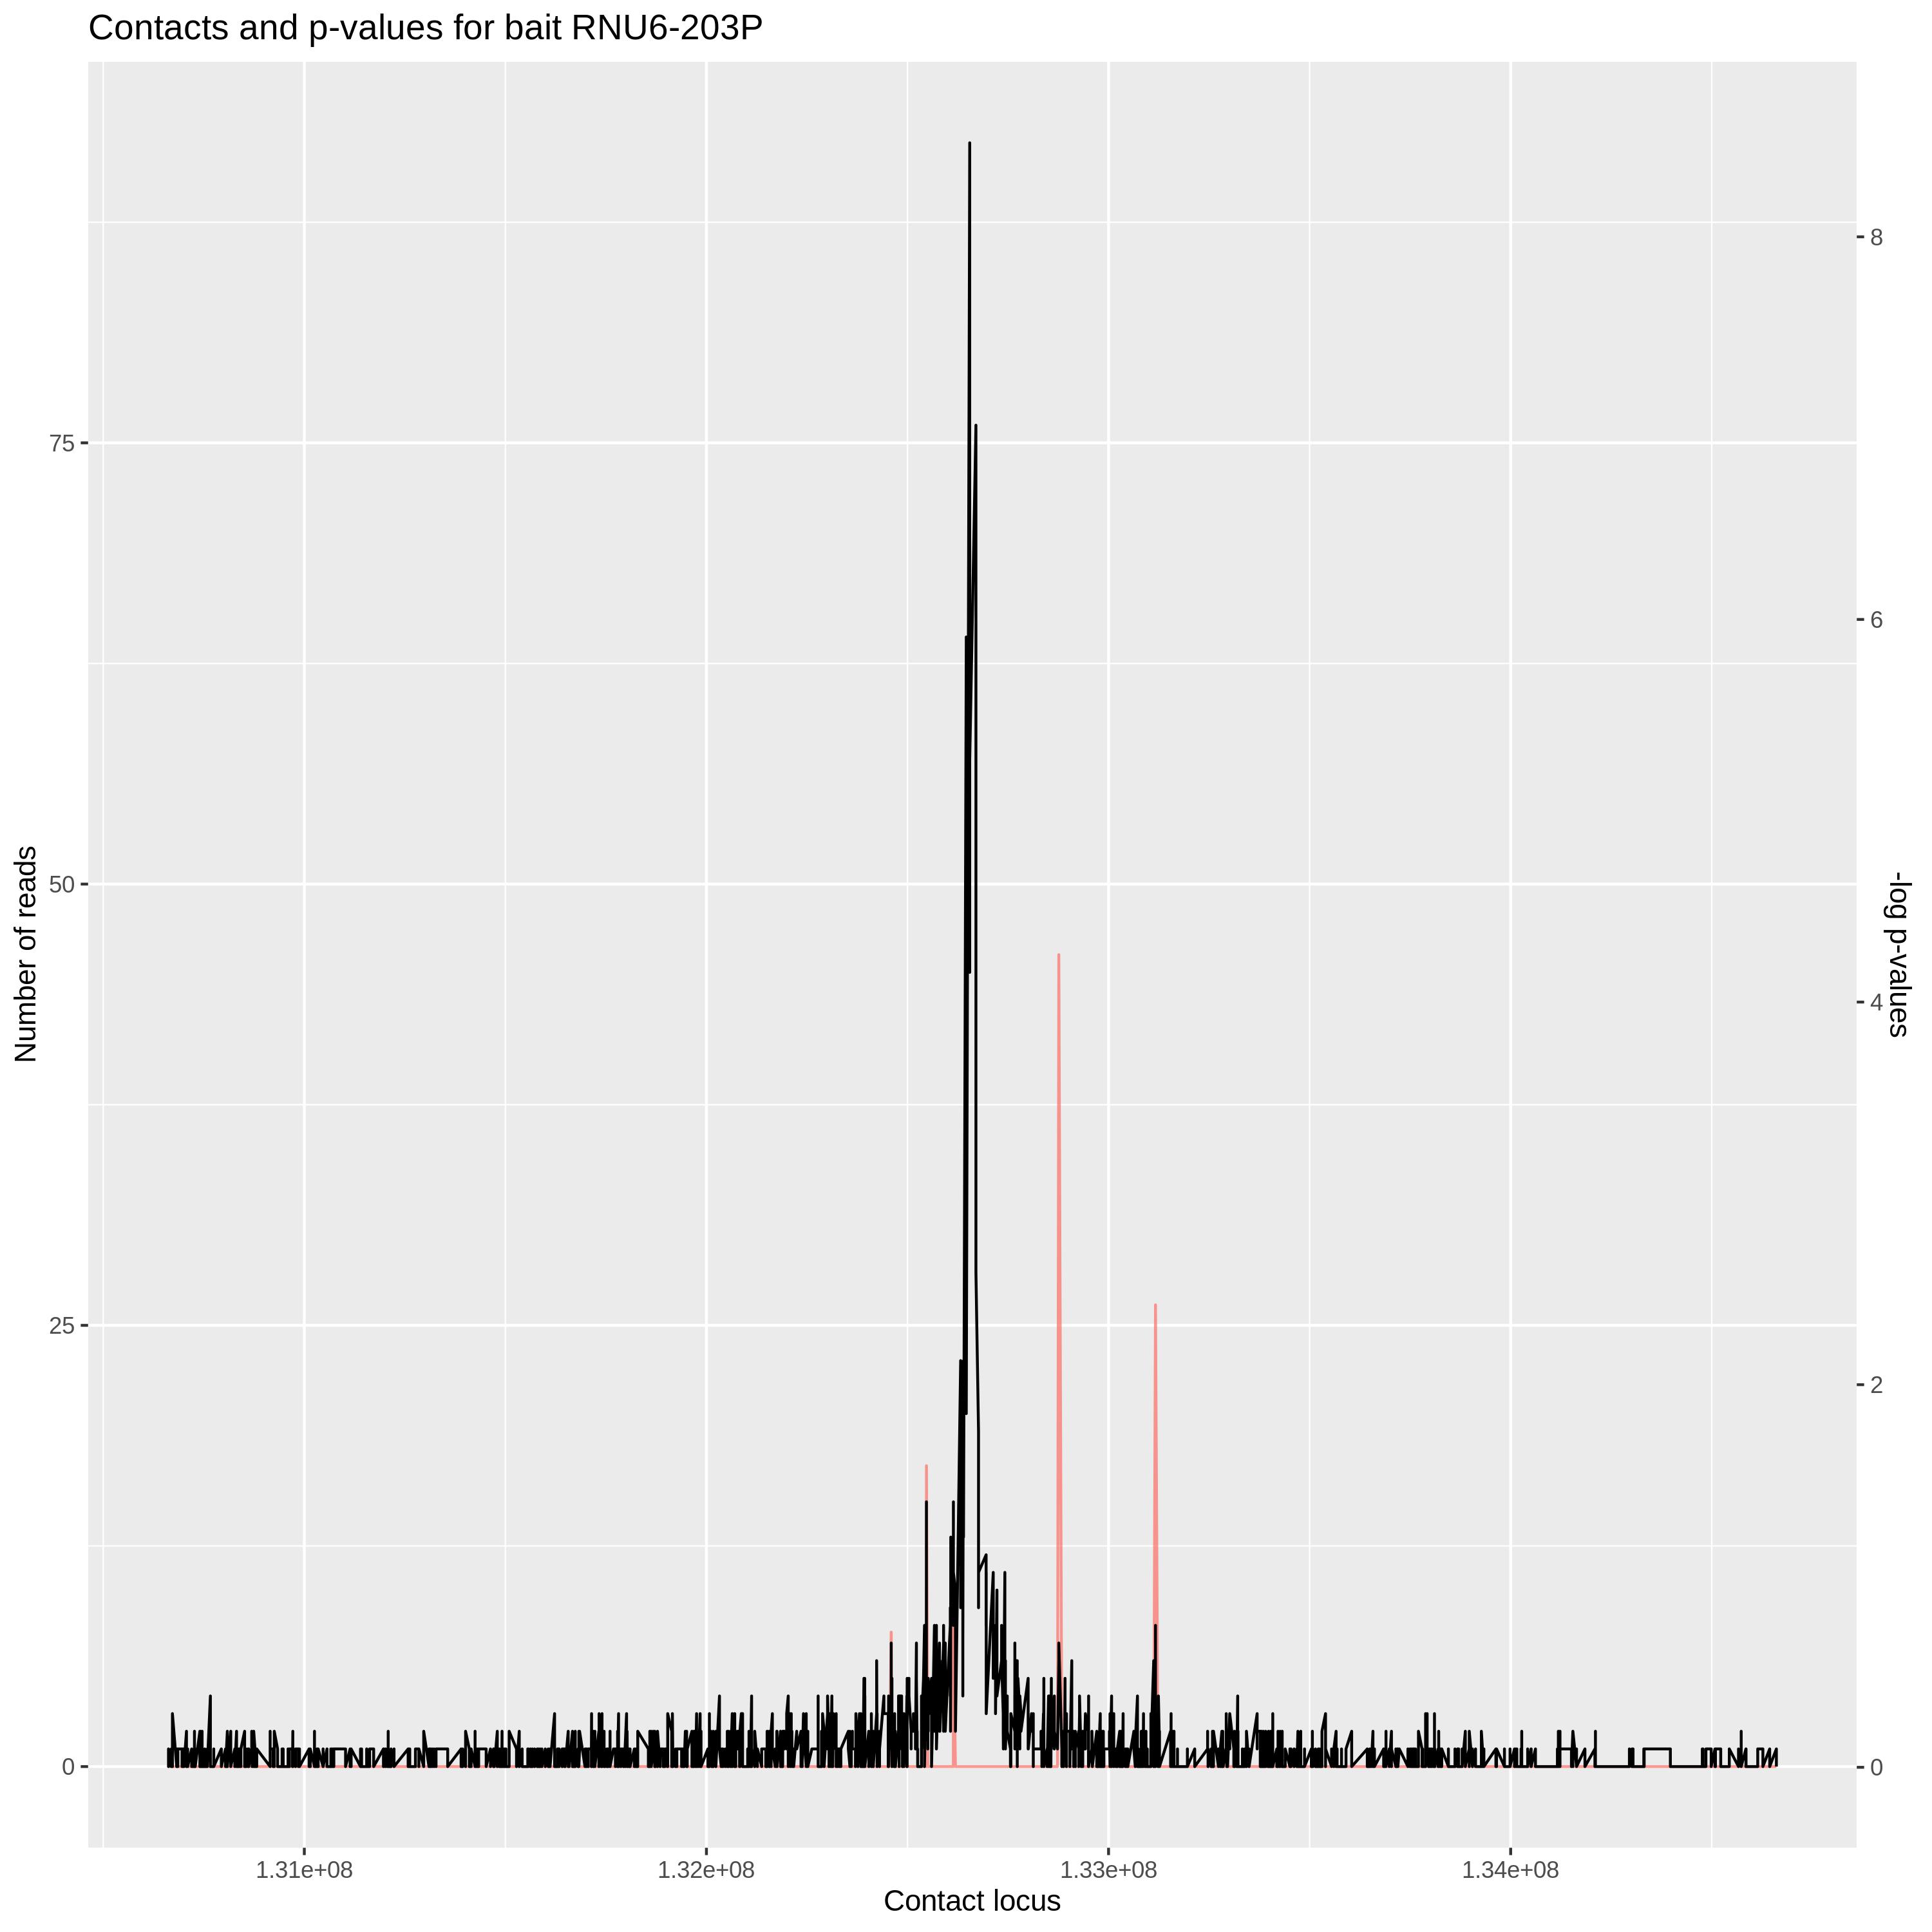 Contacts and p-values for bait RNU6-203P
Number of reads
75
50
25
0
8
6
4
2
0
-log p-values
1.31e+08
1.32e+08
1.33e+08
1.34e+08
Contact locus